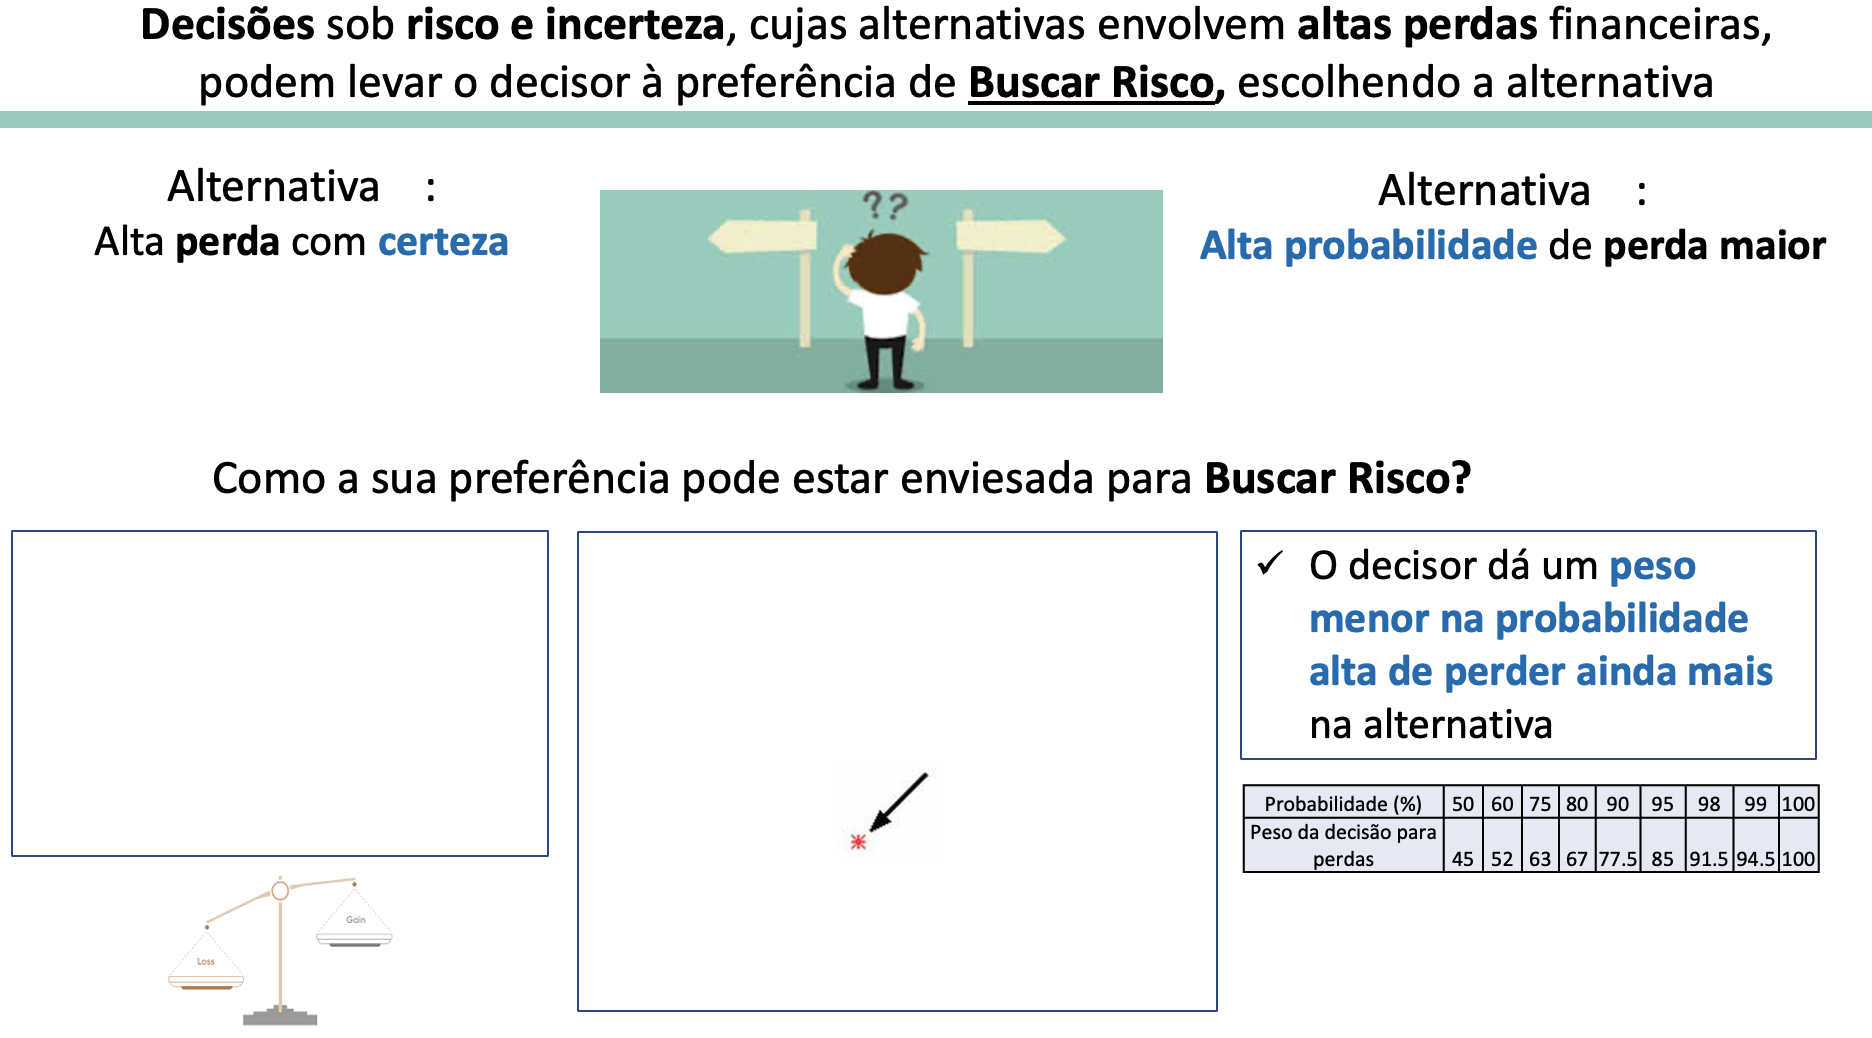 Decisões sob risco e incerteza, cujas alternativas envolvem altas perdas financeiras,
podem levar o decisor à preferência de Buscar Risco, escolhendo a alternativa
Alternativa :
Alta perda com certeza
??
Alternativa :
Alta probabilidade de perda maior
Como a sua preferência pode estar enviesada para Buscar Risco?
✓ O decisor dá um peso
menor na probabilidade
alta de perder ainda mais
na alternativa
Probabilidade (%) 50 60 75 80 90 95 98 99 100
Peso da decisão para
perdas 45 52 63 67 77.5 85 91.5 94.5 100
Gain
Loss